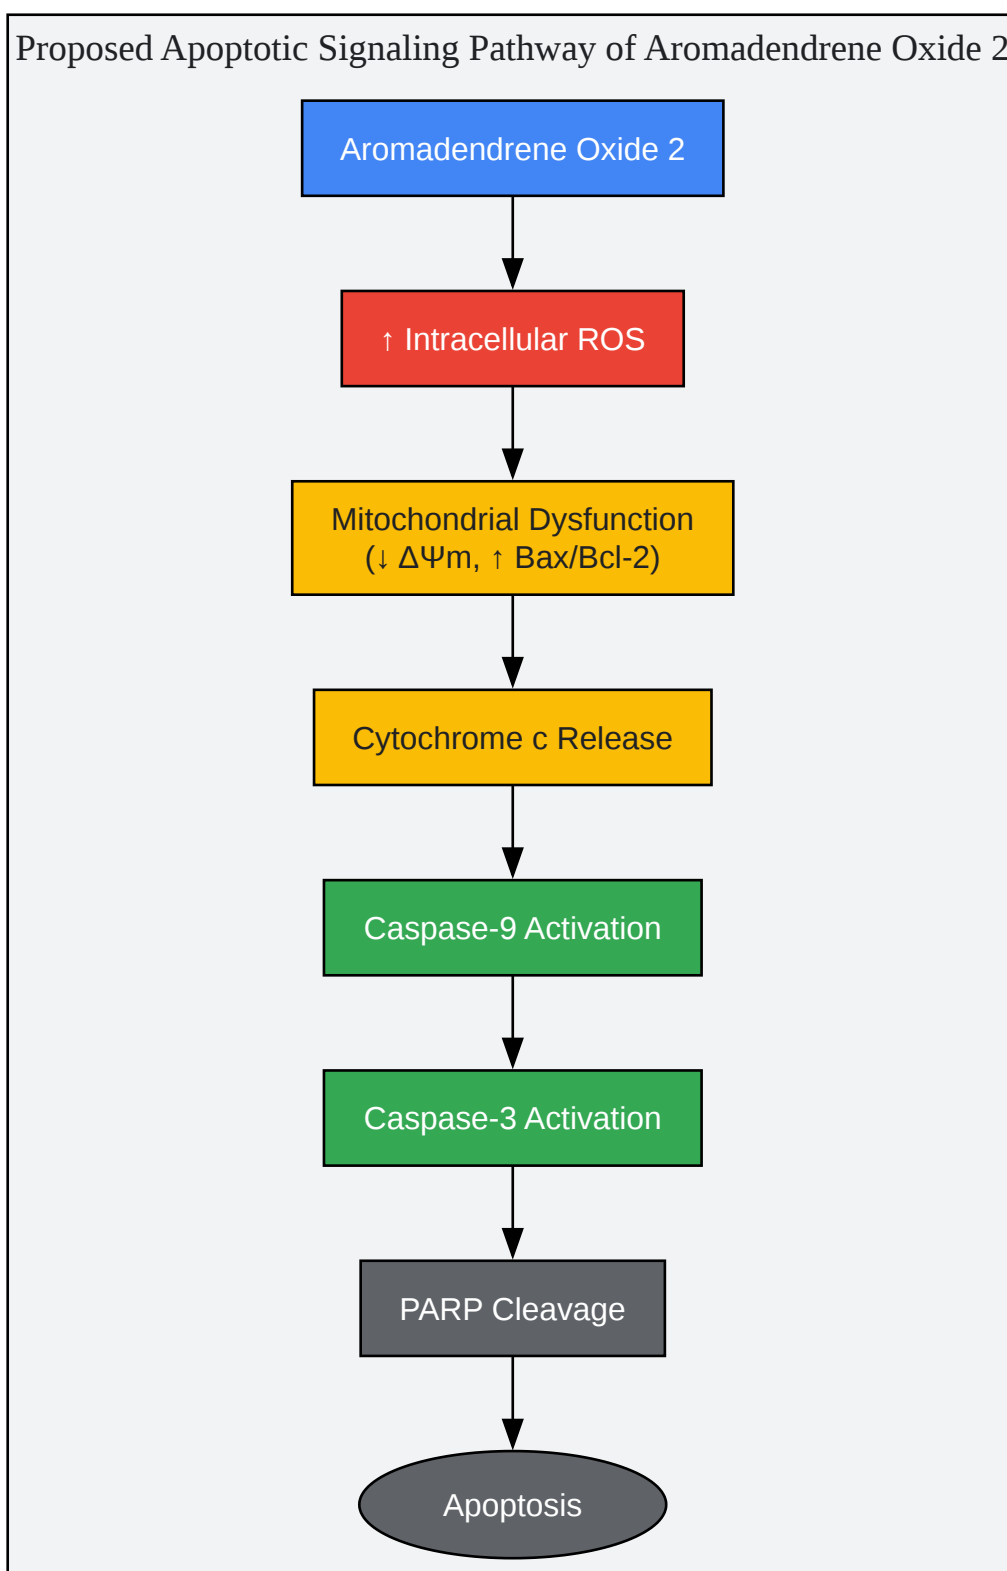 Proposed Apoptotic Signaling Pathway of Aromadendrene Oxide 2
Aromadendrene Oxide 2
↑ Intracellular ROS
Mitochondrial Dysfunction
(↓ ΔΨm, ↑ Bax/Bcl-2)
Cytochrome c Release
Caspase-9 Activation
Caspase-3 Activation
PARP Cleavage
Apoptosis